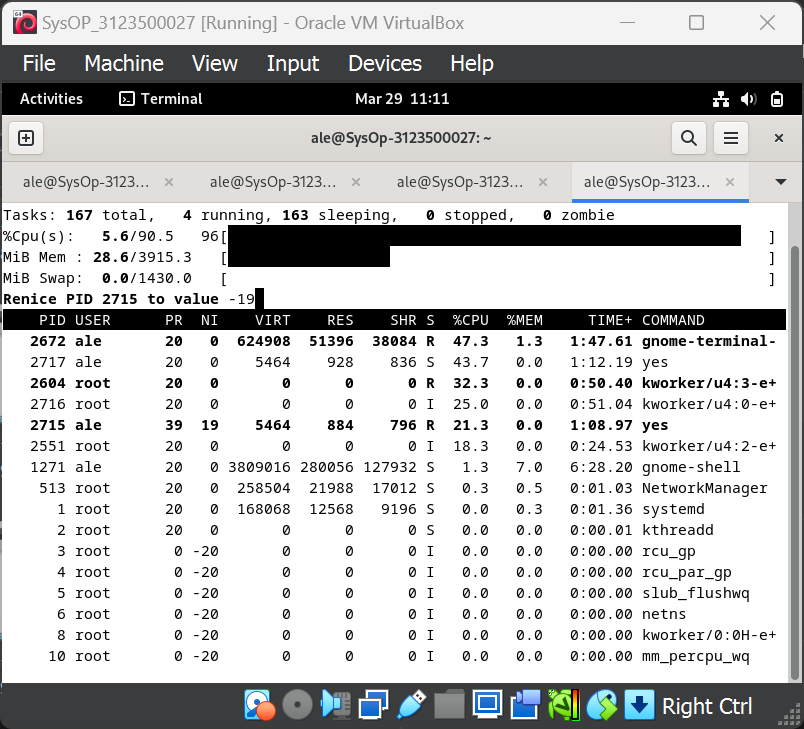 64
SysOP_3123500027 [Running] - Oracle VM VirtualBox
File Machine View Input Devices Help
Activities Terminal Mar 29 11:11
ale@SysOp-3123500027: ~
ale@SysOp-3123... × ale@SysOp-3123... × ale@SysOp-3123... × ale@SysOp-3123... ×
Tasks: 167 total, 4 running, 163 sleeping, 0 stopped, 0 zombie
%Cpu(s): 5.6/90.5 96[ ]
MiB Mem : 28.6/3915.3 [ ]
MiB Swap: 0.0/1430.0 [ ]
Renice PID 2715 to value -19
PID USER PR NI VIRT RES SHR S %CPU %MEM TIME+ COMMAND
2672 ale 20 0 624908 51396 38084 R 47.3 1.3 1:47.61 gnome-terminal-
2717 ale 20 0 5464 928 836 S 43.7 0.0 1:12.19 yes
2604 root 20 0 0 0 0 R 32.3 0.0 0:50.40 kworker/u4:3-e+
2716 root 20 0 0 0 0 I 25.0 0.0 0:51.04 kworker/u4:0-e+
2715 ale 39 19 5464 884 796 R 21.3 0.0 1:08.97 yes
2551 root 20 0 0 0 0 I 18.3 0.0 0:24.53 kworker/u4:2-e+
1271 ale 20 0 3809016 280056 127932 S 1.3 7.0 6:28.20 gnome-shell
513 root 20 0 258504 21988 17012 S 0.3 0.5 0:01.03 NetworkManager
1 root 20 0 168068 12568 9196 S 0.0 0.3 0:01.36 systemd
2 root 20 0 0 0 0 S 0.0 0.0 0:00.01 kthreadd
3 root 0 -20 0 0 0 I 0.0 0.0 0:00.00 rcu_gp
4 root 0 -20 0 0 0 I 0.0 0.0 0:00.00 rcu_par_gp
5 root 0 -20 0 0 0 I 0.0 0.0 0:00.00 slub_flushwq
6 root 0 -20 0 0 0 I 0.0 0.0 0:00.00 netns
8 root 0 -20 0 0 0 I 0.0 0.0 0:00.00 kworker/0:0H-e+
10 root 0 -20 0 0 0 I 0.0 0.0 0:00.00 mm_percpu_wq
Right Ctrl